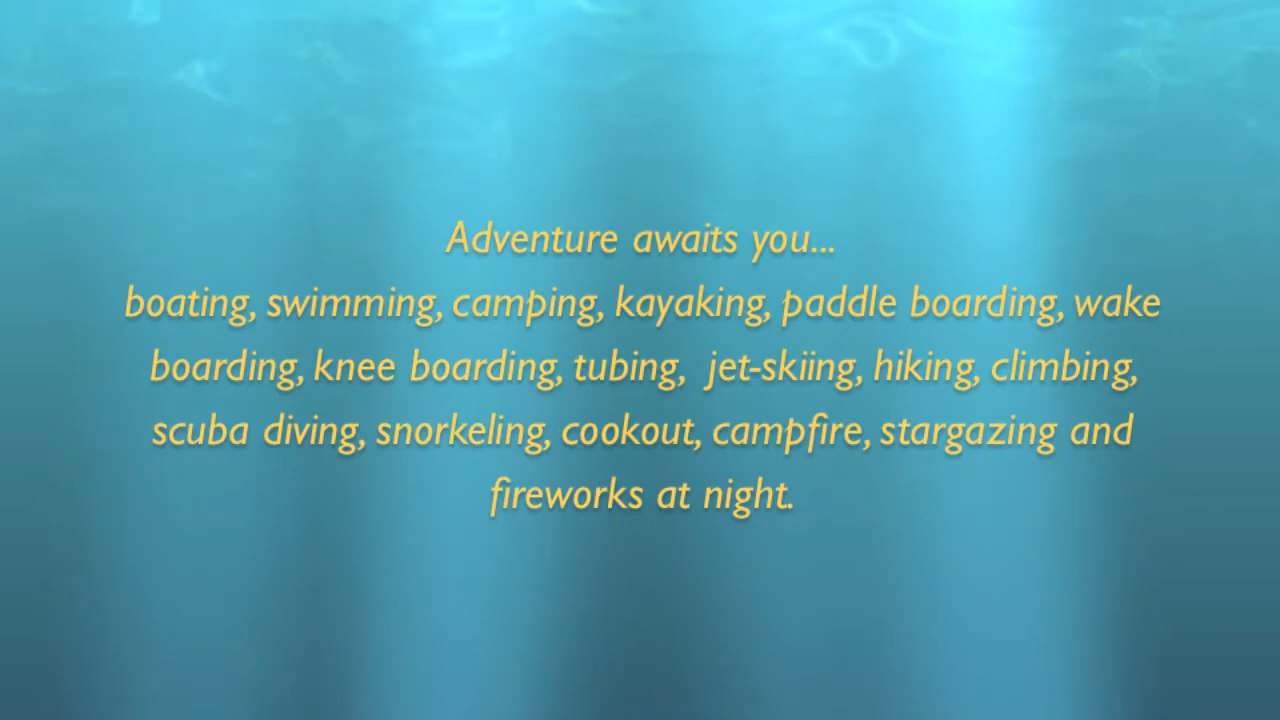 Adventure awaits you...
boating, swimming, camping, kayaking, paddle boarding, wake
boarding, knee boarding, tubing,  jet-skiing, hiking, climbing,
scuba diving, snorkeling, cookout, campfire, stargazing and
fireworks at night.